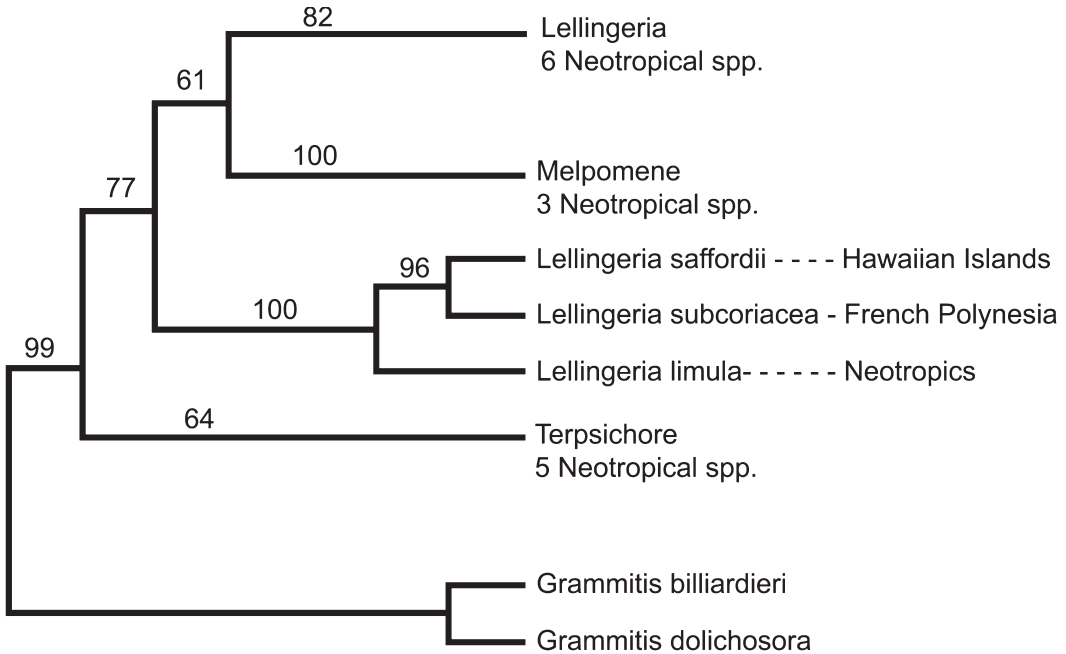 82
Lellingeria
6 Neotropical spp.
61
100
Melpomene
3 Neotropical spp.
77
96
Lellingeria saffordii - - - - Hawaiian Islands
100
Lellingeria subcoriacea - French Polynesia
99
Lellingeria limula- - - - - - Neotropics
64
Terpsichore
5 Neotropical spp.
Grammitis billiardieri
Grammitis dolichosora